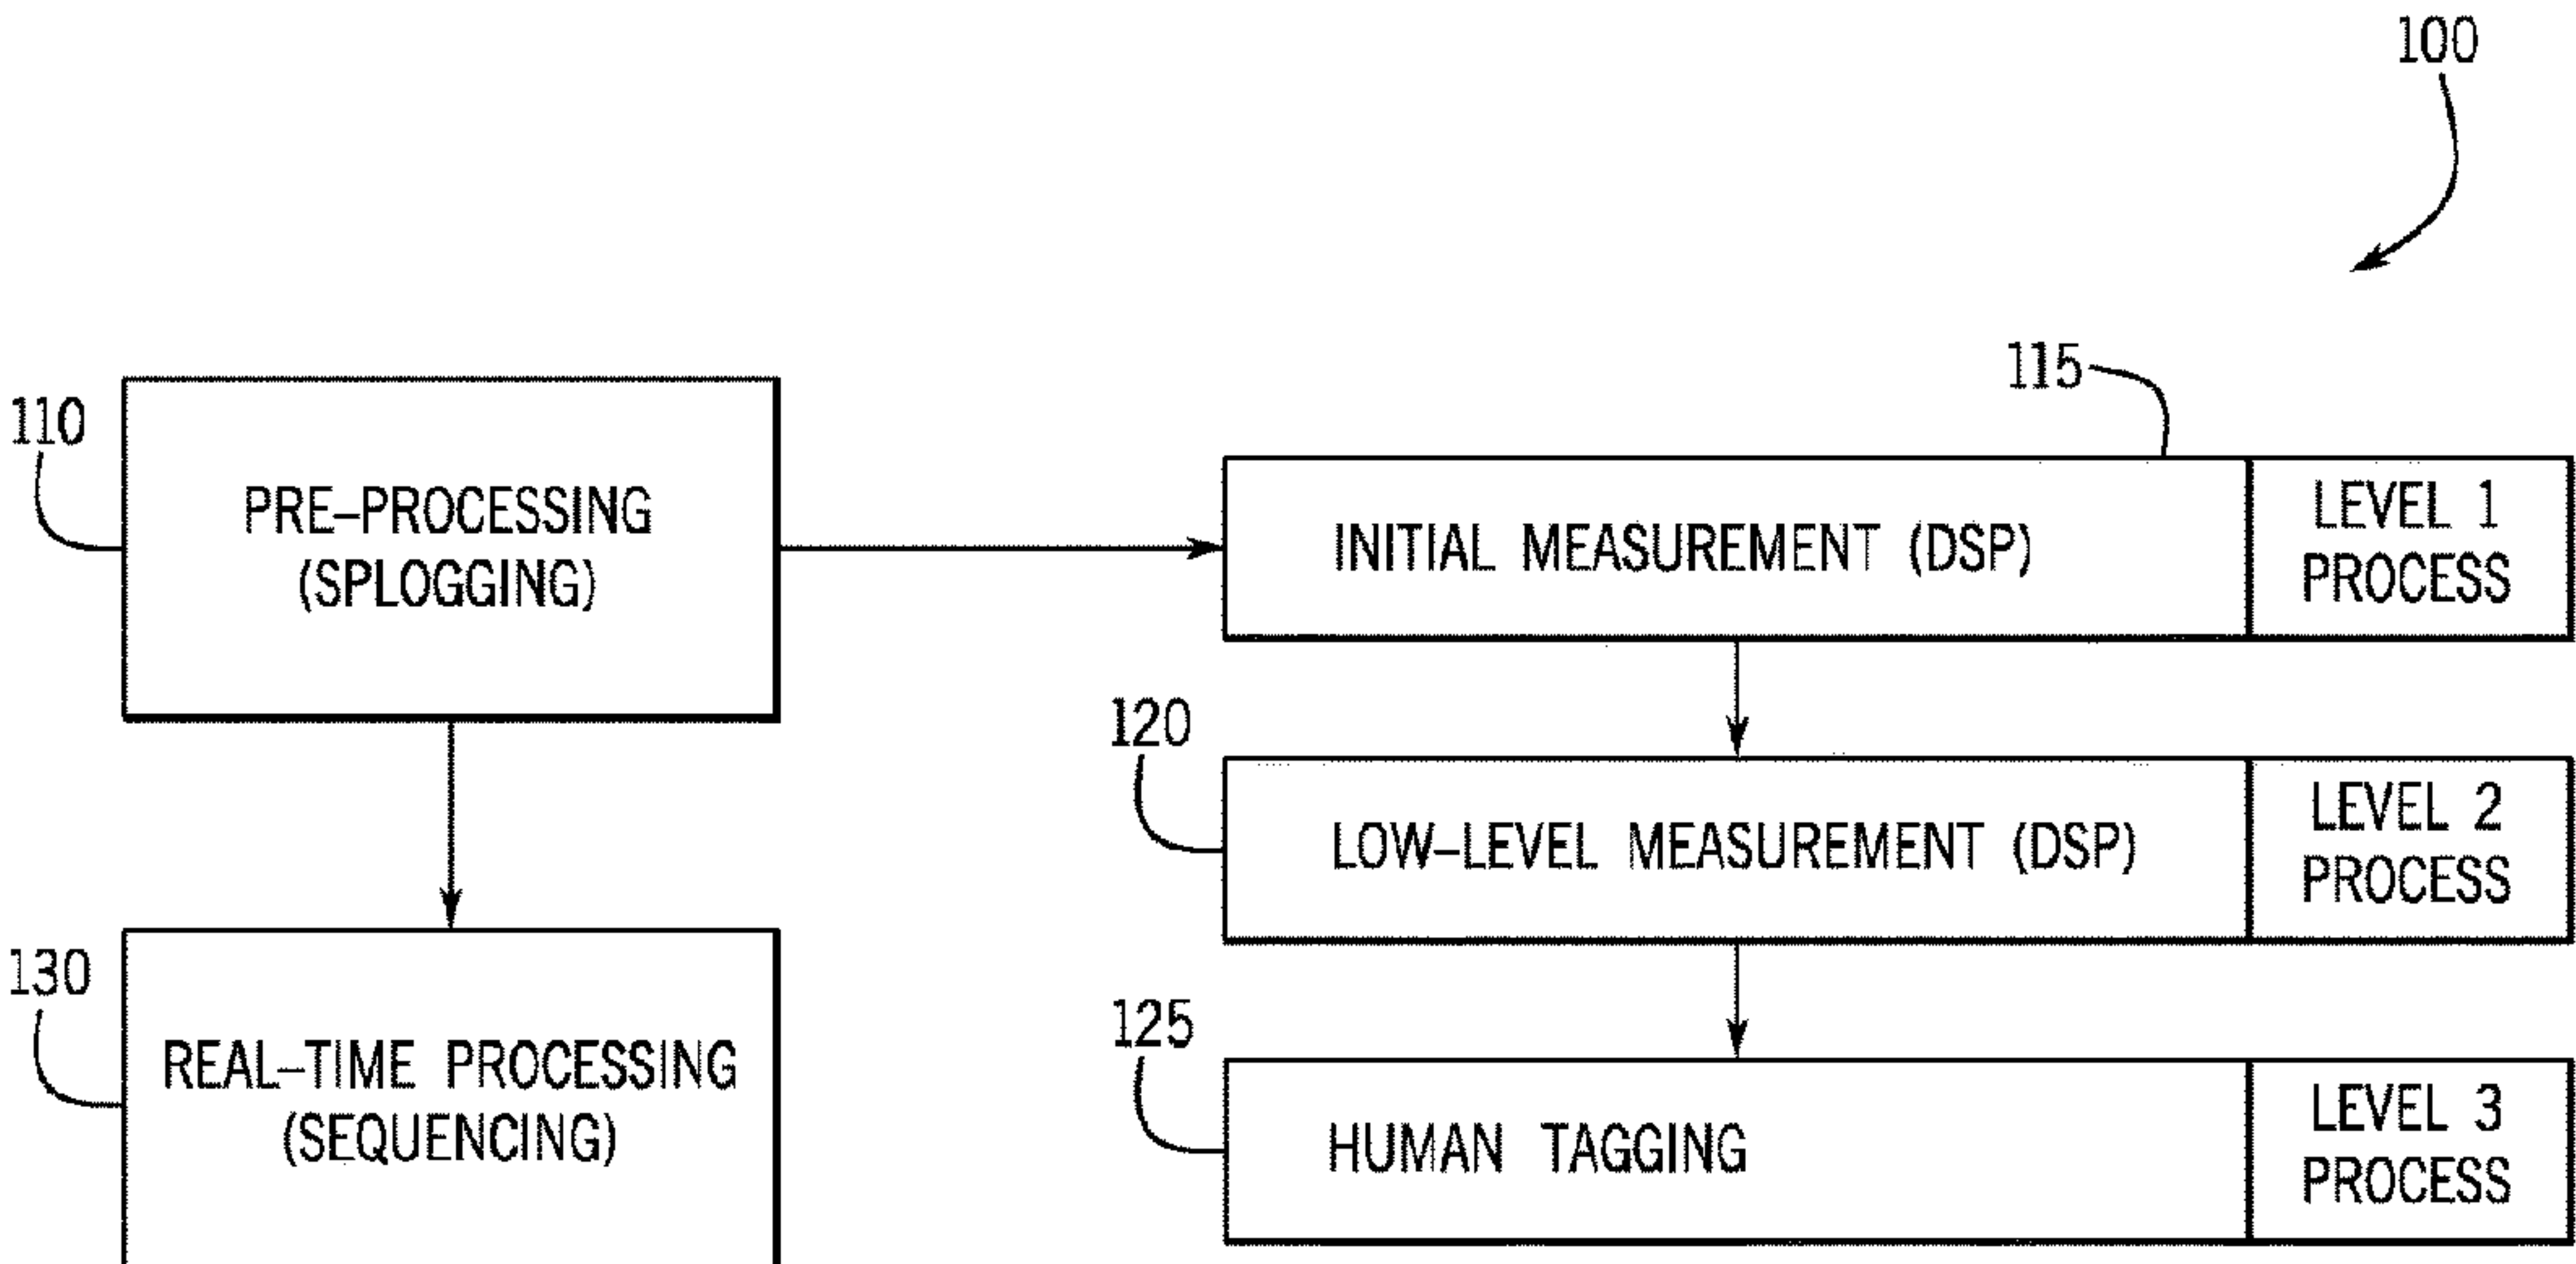 100
110
PRE-PROCESSING
(SPLOGGING)
115
INITIAL MEASUREMENT (DSP)
LEVEL 1
PROCESS
120
LOW-LEVEL MEASUREMENT (DSP)
LEVEL 2
PROCESS
130
REAL-TIME PROCESSING
(SEQUENCING)
125
HUMAN TAGGING
LEVEL 3
PROCESS